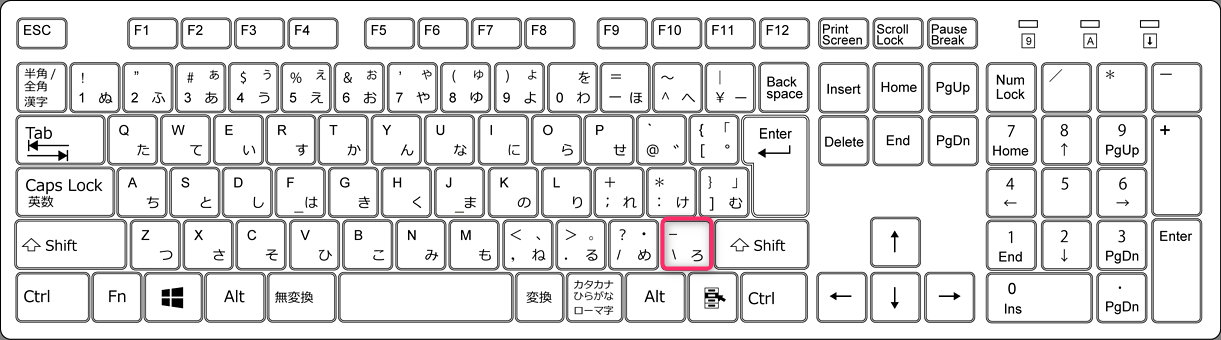 ESC F1 F2 F3 F4 F5 F6 F7 F8 F9 F10 F11 F12 Print Screen Scroll Lock Pause Break 9 A ⬇
半角/全角 漢字 ! 1 ぬ " 2 ふ # ぁ 3 あ $ ぅ 4 う % ぇ 5 え & ぉ 6 お ' ゃ 7 や ( ゅ 8 ゆ ) ょ 9 よ を 0 わ = - ほ ~ ^ へ | ¥ ー Back space Insert Home PgUp Num Lock / * -
Tab Q た W て E い R す T か Y ん U な I に O ら P せ ` @ ゛ { 「 [ ゜ Enter Delete End PgDn 7 Home 8 ↑ 9 PgUp +
Caps Lock 英数 A ち S と D し F _は G き H く J _ま K の L り + ; れ * : け } 」 ] む 4 ← 5 6 →
Shift Z つ X さ C そ V ひ B こ N み M も < 、 , ね > 。 . る ? ・ / め _ \ ろ Shift ↑ 1 End 2 ↓ 3 PgDn Enter
Ctrl Fn Alt 無変換 変換 カタカナ ひらがな ローマ字 Alt Ctrl ← ↓ → 0 Ins . PgDn